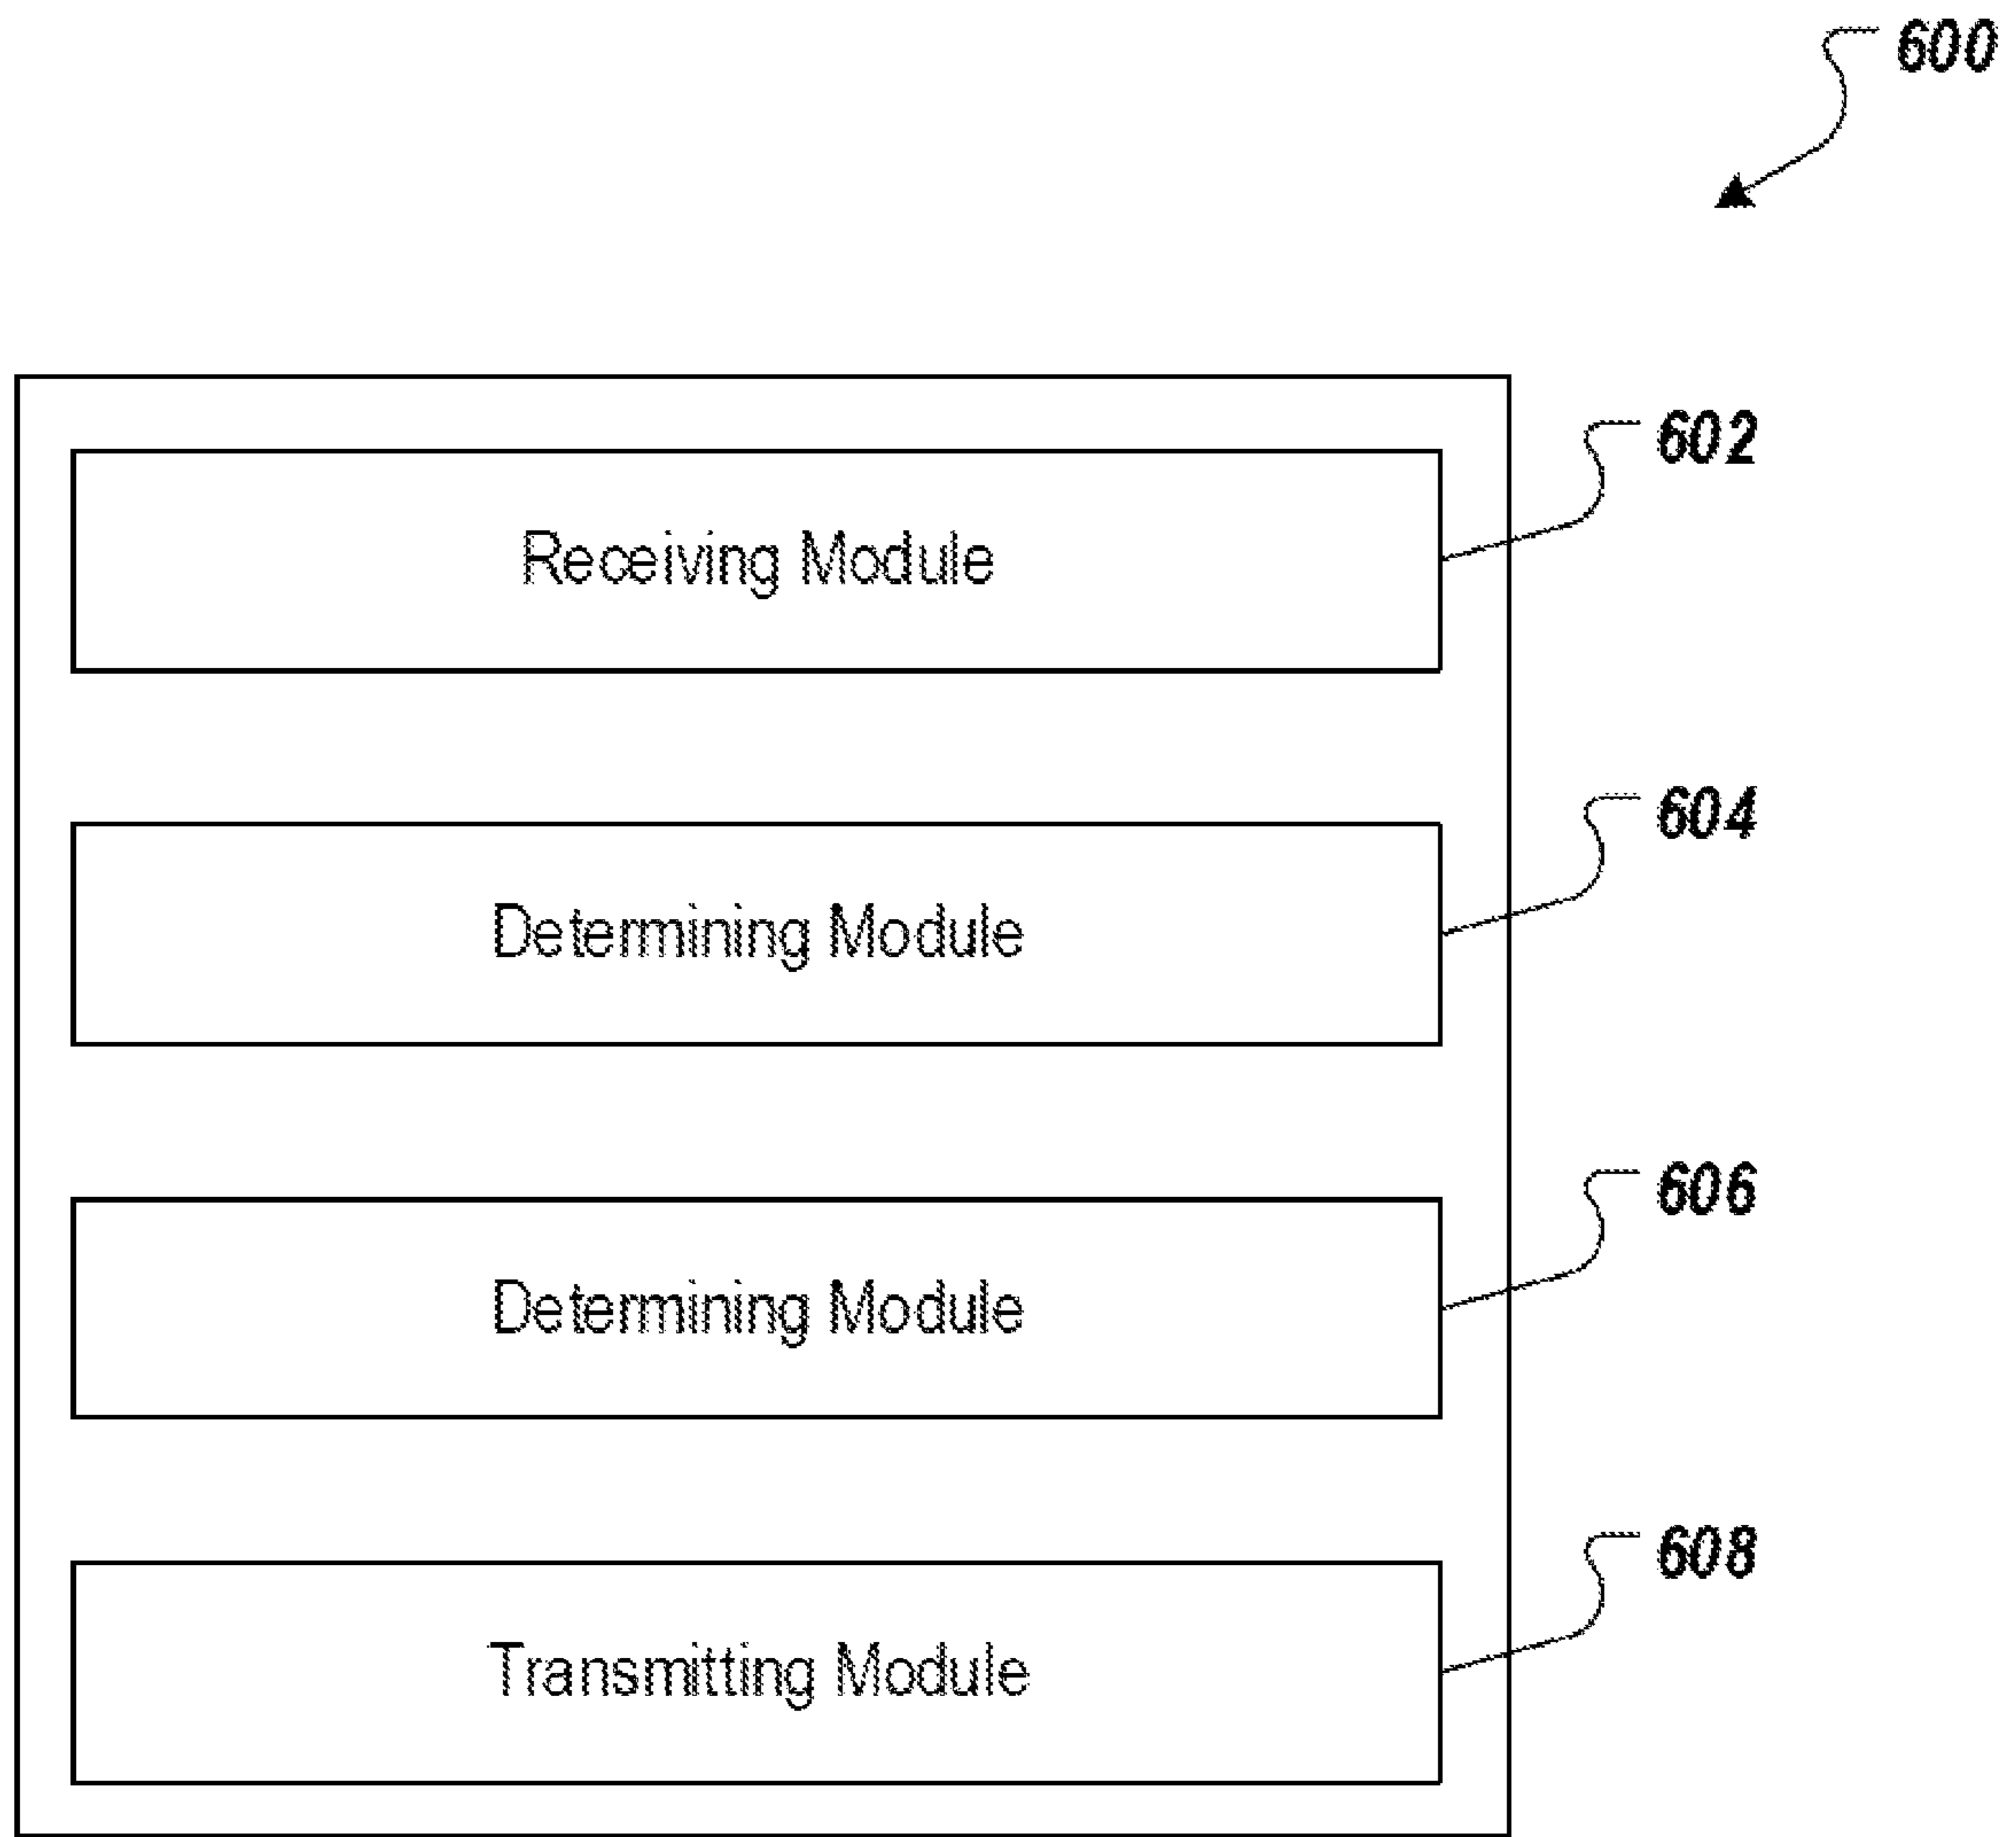 600
602
Receiving Module
604
Determining Module
606
Determining Module
608
Transmitting Module